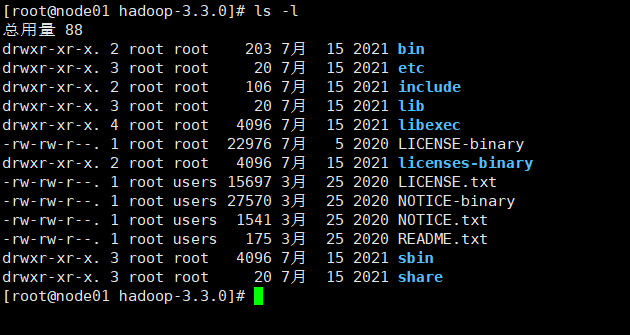 [root@node01 hadoop-3.3.0]# ls -l
总用量 88
drwxr-xr-x. 2 root root    203 7月  15 2021 bin
drwxr-xr-x. 3 root root     20 7月  15 2021 etc
drwxr-xr-x. 2 root root    106 7月  15 2021 include
drwxr-xr-x. 3 root root     20 7月  15 2021 lib
drwxr-xr-x. 4 root root   4096 7月  15 2021 libexec
-rw-rw-r--. 1 root root  22976 7月   5 2020 LICENSE-binary
drwxr-xr-x. 2 root root   4096 7月  15 2021 licenses-binary
-rw-rw-r--. 1 root users 15697 3月  25 2020 LICENSE.txt
-rw-rw-r--. 1 root users 27570 3月  25 2020 NOTICE-binary
-rw-rw-r--. 1 root users  1541 3月  25 2020 NOTICE.txt
-rw-rw-r--. 1 root users   175 3月  25 2020 README.txt
drwxr-xr-x. 3 root root   4096 7月  15 2021 sbin
drwxr-xr-x. 3 root root     20 7月  15 2021 share
[root@node01 hadoop-3.3.0]#